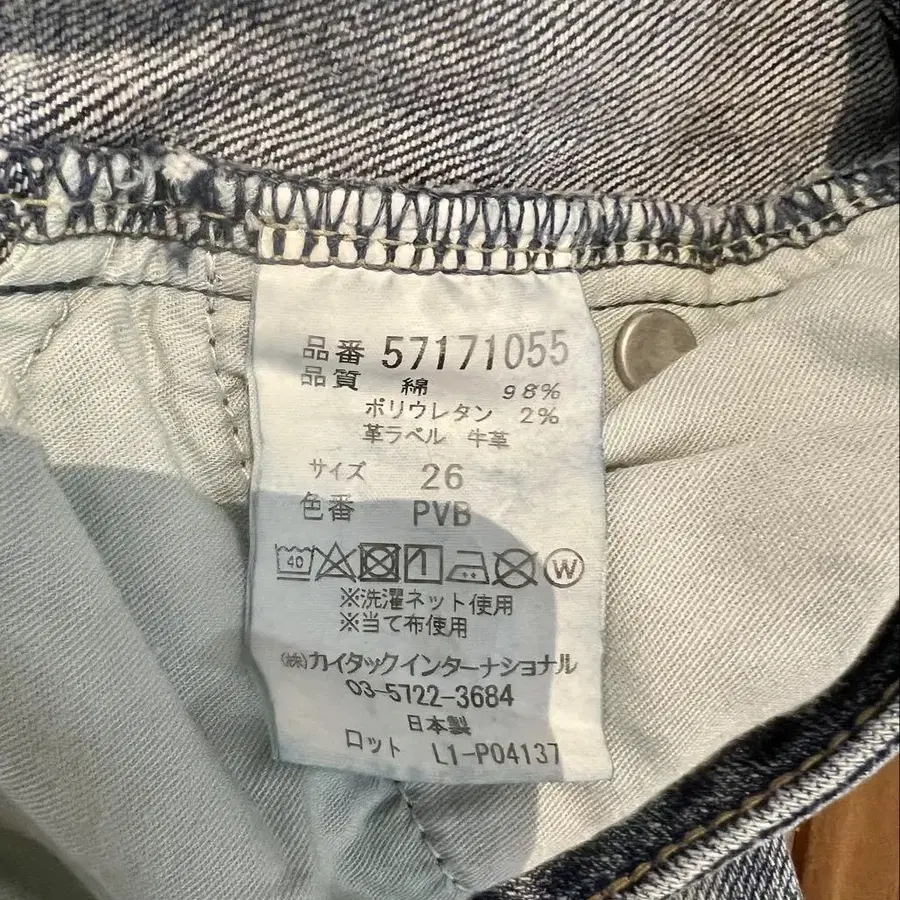 品番 57171055
品質 綿 98%
ポリウレタン 2%
革ラベル 牛革
サイズ 26
色番 PVB
40 W
※洗濯ネット使用
※当て布使用
㈱カイタックインターナショナル
03-5722-3684
日本製
ロット L1-P04137